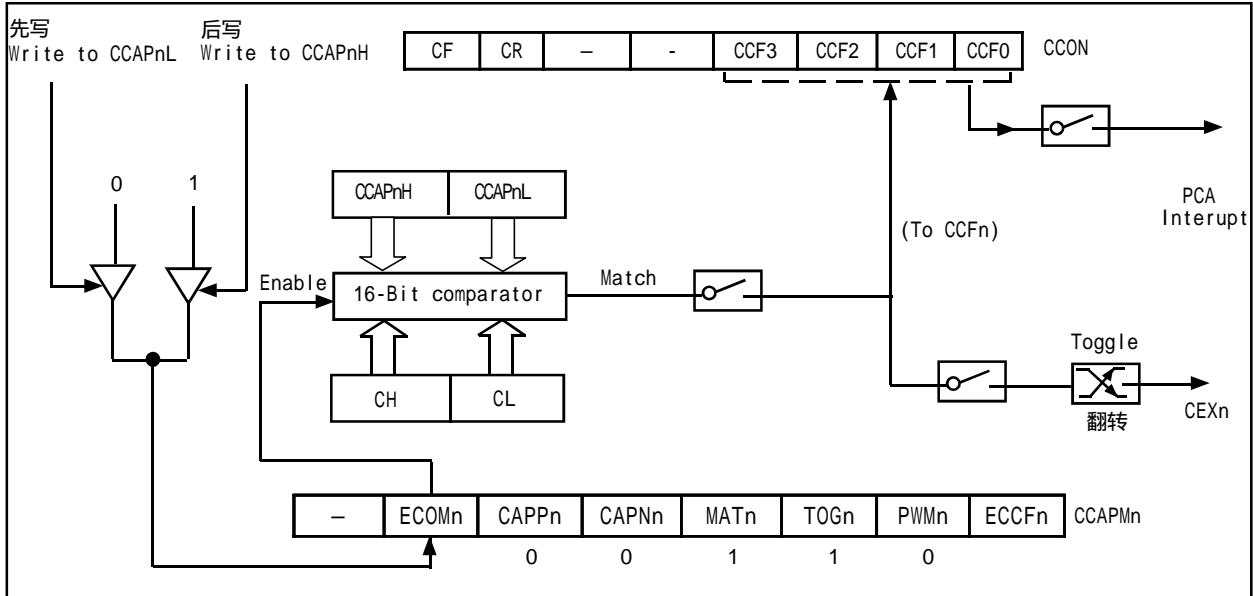 先写 后写
Write to CCAPnL Write to CCAPnH
CF CR – - CCF3 CCF2 CCF1 CCF0 CCON
0 1
CCAPnH CCAPnL
PCA
Interupt
(To CCFn)
Enable 16-Bit comparator Match
Toggle
CH CL
CEXn
翻转
– ECOMn CAPPn CAPNn MATn TOGn PWMn ECCFn CCAPMn
0 0 1 1 0